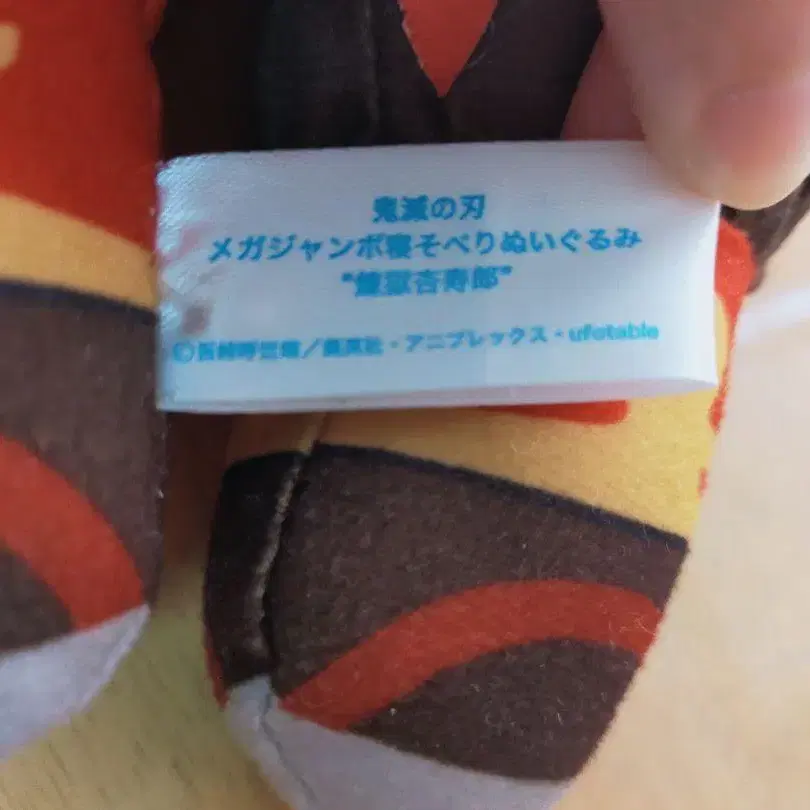 鬼滅の刃
メガジャンボ寝そべりぬいぐるみ
“煉獄杏寿郎”
©吾峠呼世晴／集英社・アニプレックス・ufotable